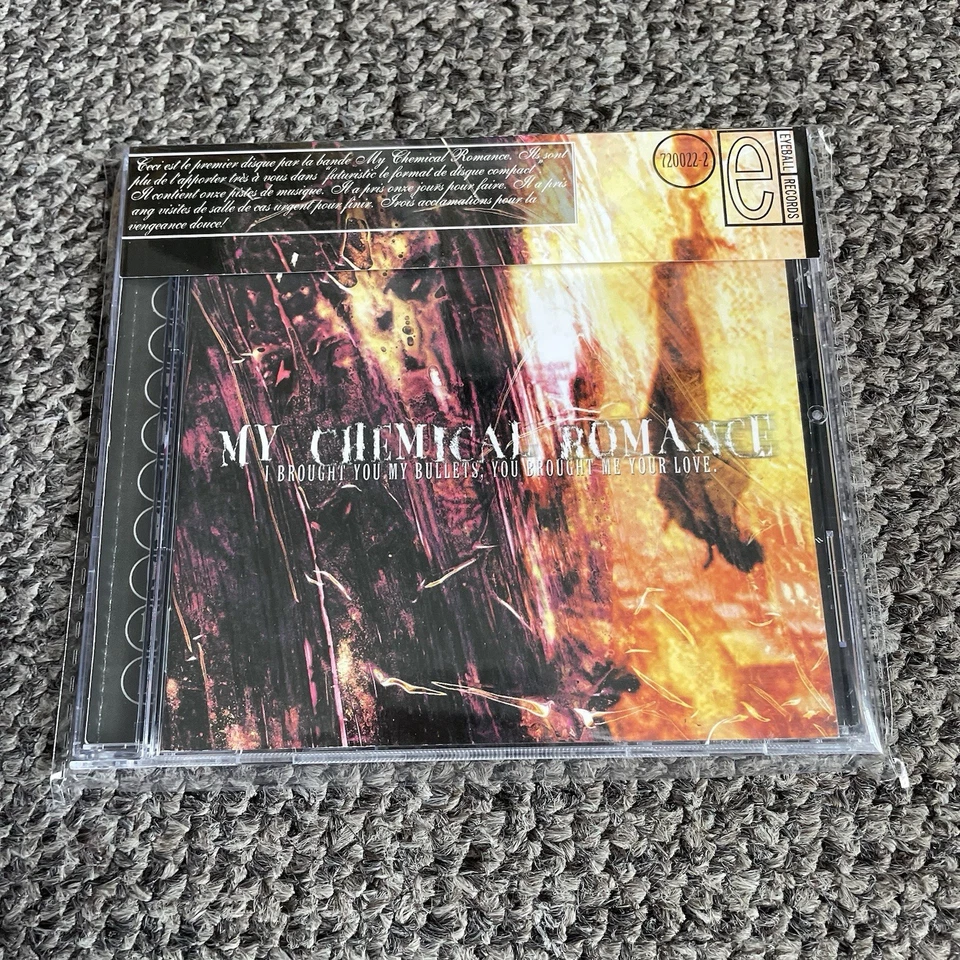 Ceci est le premier disque par la bande My Chemical Romance. Ils sont
plu de l'apporter très à vous dans futuristic le format de disque compact
Il contient onze pistes de musique. Il a pris onze jours pour faire. Il a pris
ang visites de salle de cas urgent pour finir. Trois acclamations pour la
vengeance douce!
720022-2
e
EYEBALL RECORDS
MY CHEMICAL ROMANCE
I BROUGHT YOU MY BULLETS, YOU BROUGHT ME YOUR LOVE.